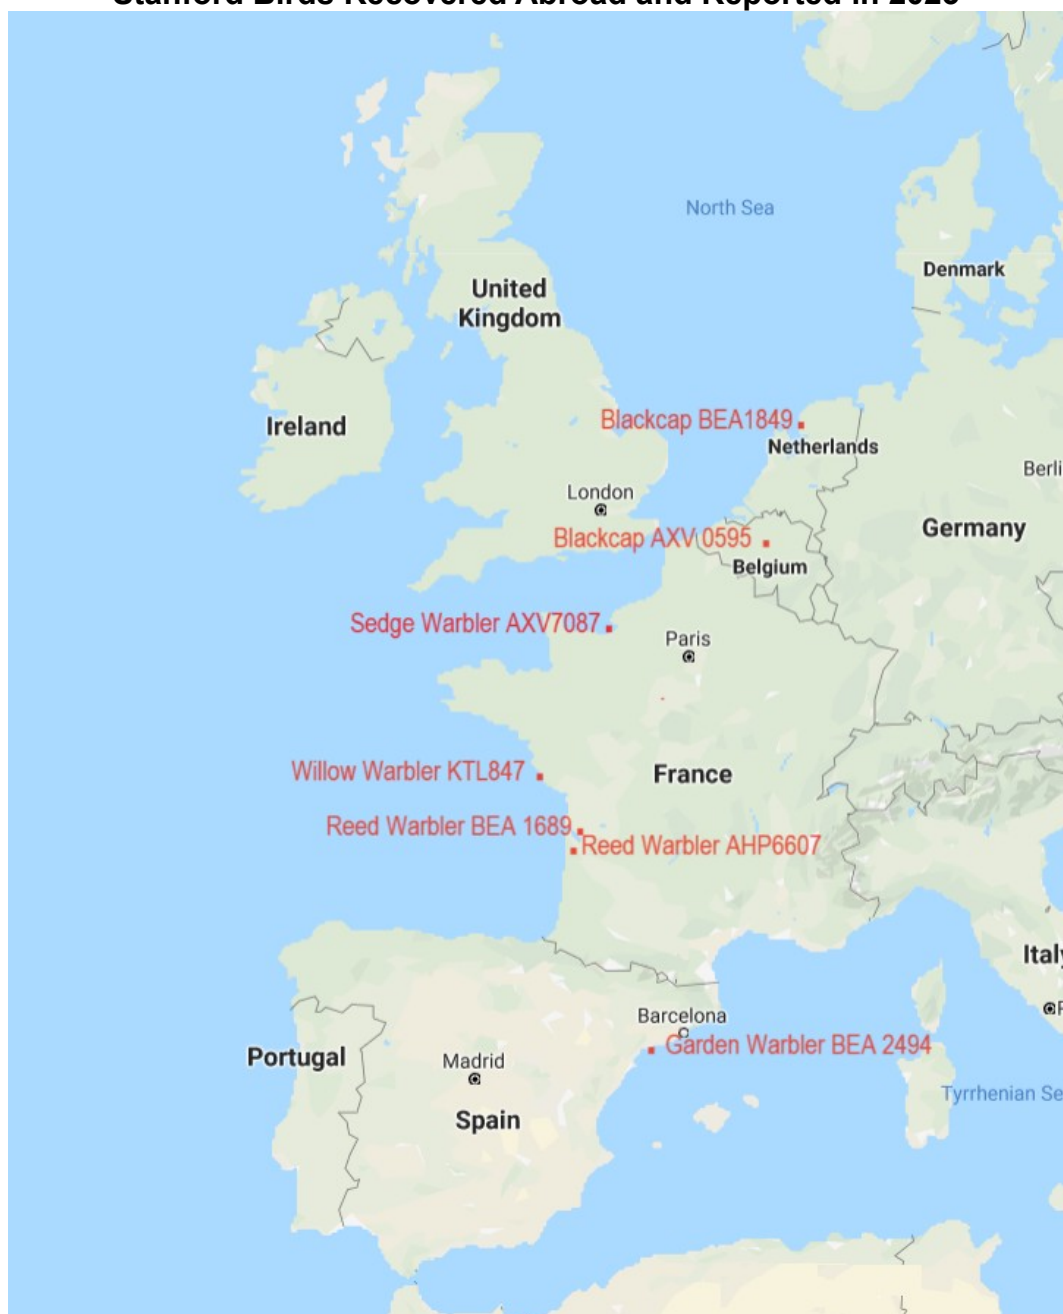 Stanford Birds Recovered Abroad and Reported in 2023
North Sea
Denmark
United
Kingdom
Ireland
Blackcap BEA1849
Netherlands
Berli
London
Germany
Blackcap AXV 0595
Belgium
Sedge Warbler AXV7087
Paris
Willow Warbler KTL847
France
Reed Warbler BEA 1689
Reed Warbler AHP6607
Italy
Barcelona
Garden Warbler BEA 2494
Portugal
Madrid
Tyrrhenian Se
Spain